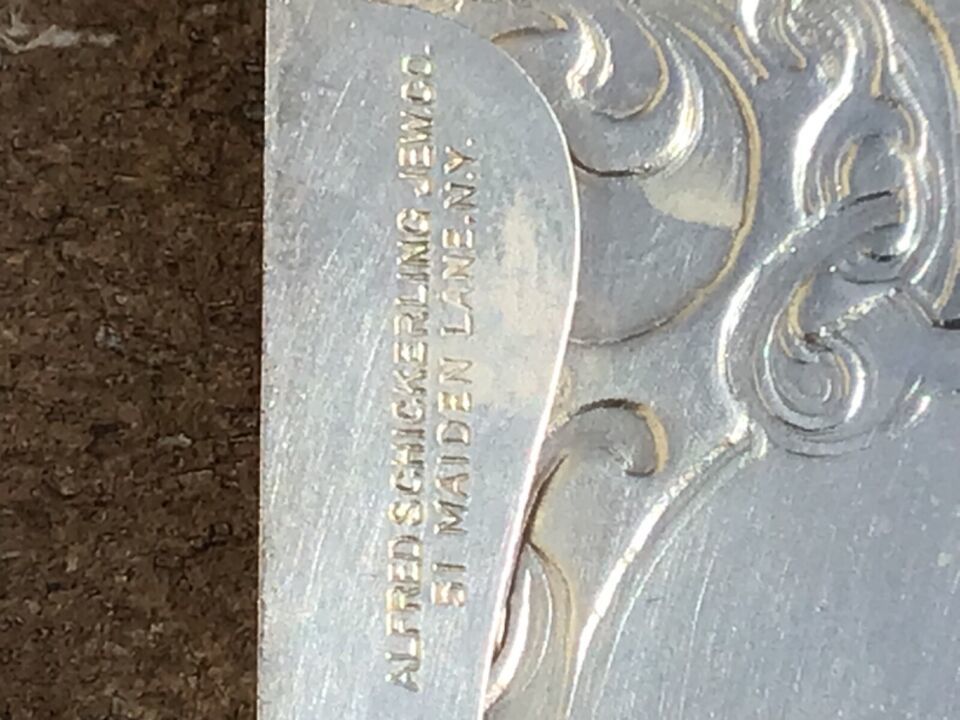 ALFRED SCHICKERLING JEW.CO.
51 MAIDEN LANE.N.Y.